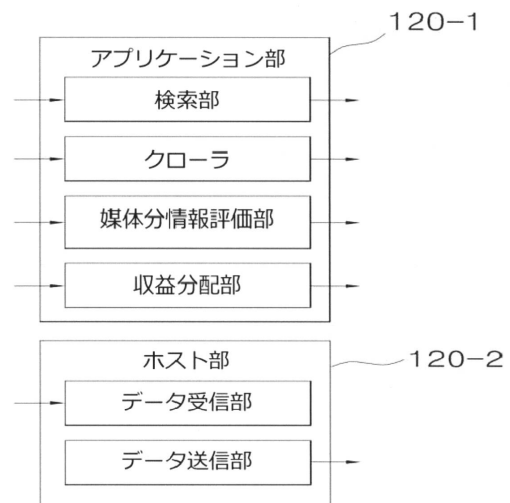 120-1
アプリケーション部
検索部
クローラ
媒体分情報評価部
収益分配部
ホスト部
120-2
データ受信部
データ送信部